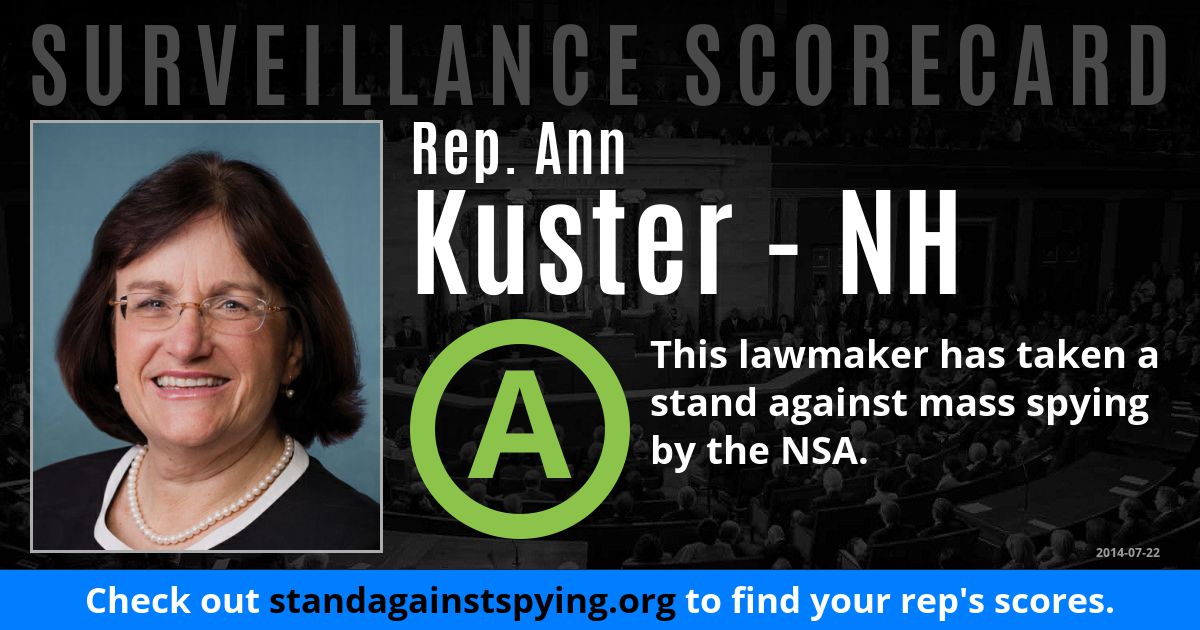 SURVEILLANCE SCORECARD
Rep. Ann
Kuster - NH
A
This lawmaker has taken a
stand against mass spying
by the NSA.
2014-07-22
Check out standagainstspying.org to find your rep's scores.